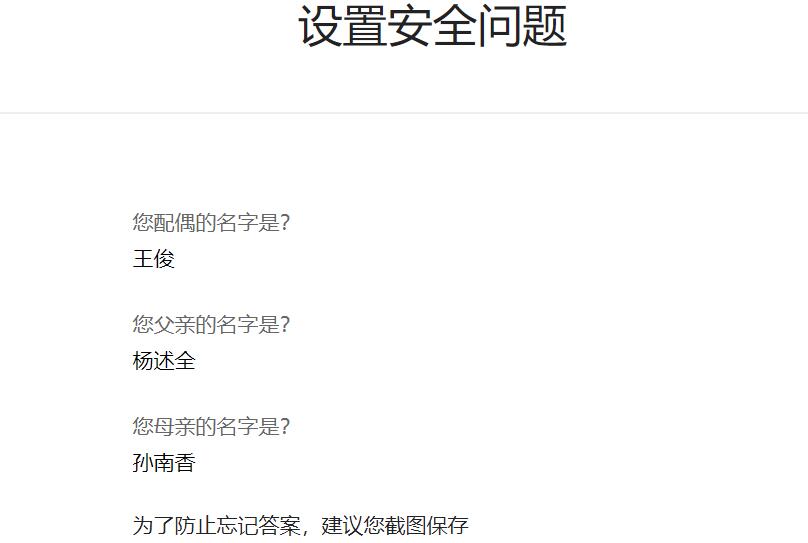 设置安全问题
您配偶的名字是？
王俊
您父亲的名字是？
杨述全
您母亲的名字是？
孙南香
为了防止忘记答案，建议您截图保存